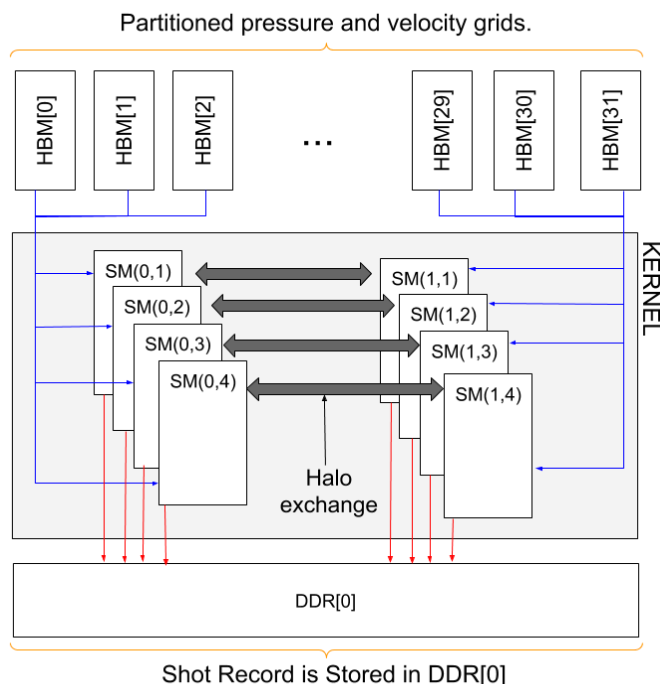 Partitioned pressure and velocity grids.
HBM[0]
HBM[1]
HBM[2]
...
HBM[29]
HBM[30]
HBM[31]
KERNEL
SM(0,1)
SM(0,2)
SM(0,3)
SM(0,4)
SM(1,1)
SM(1,2)
SM(1,3)
SM(1,4)
Halo
exchange
DDR[0]
Shot Record is Stored in DDR[0]